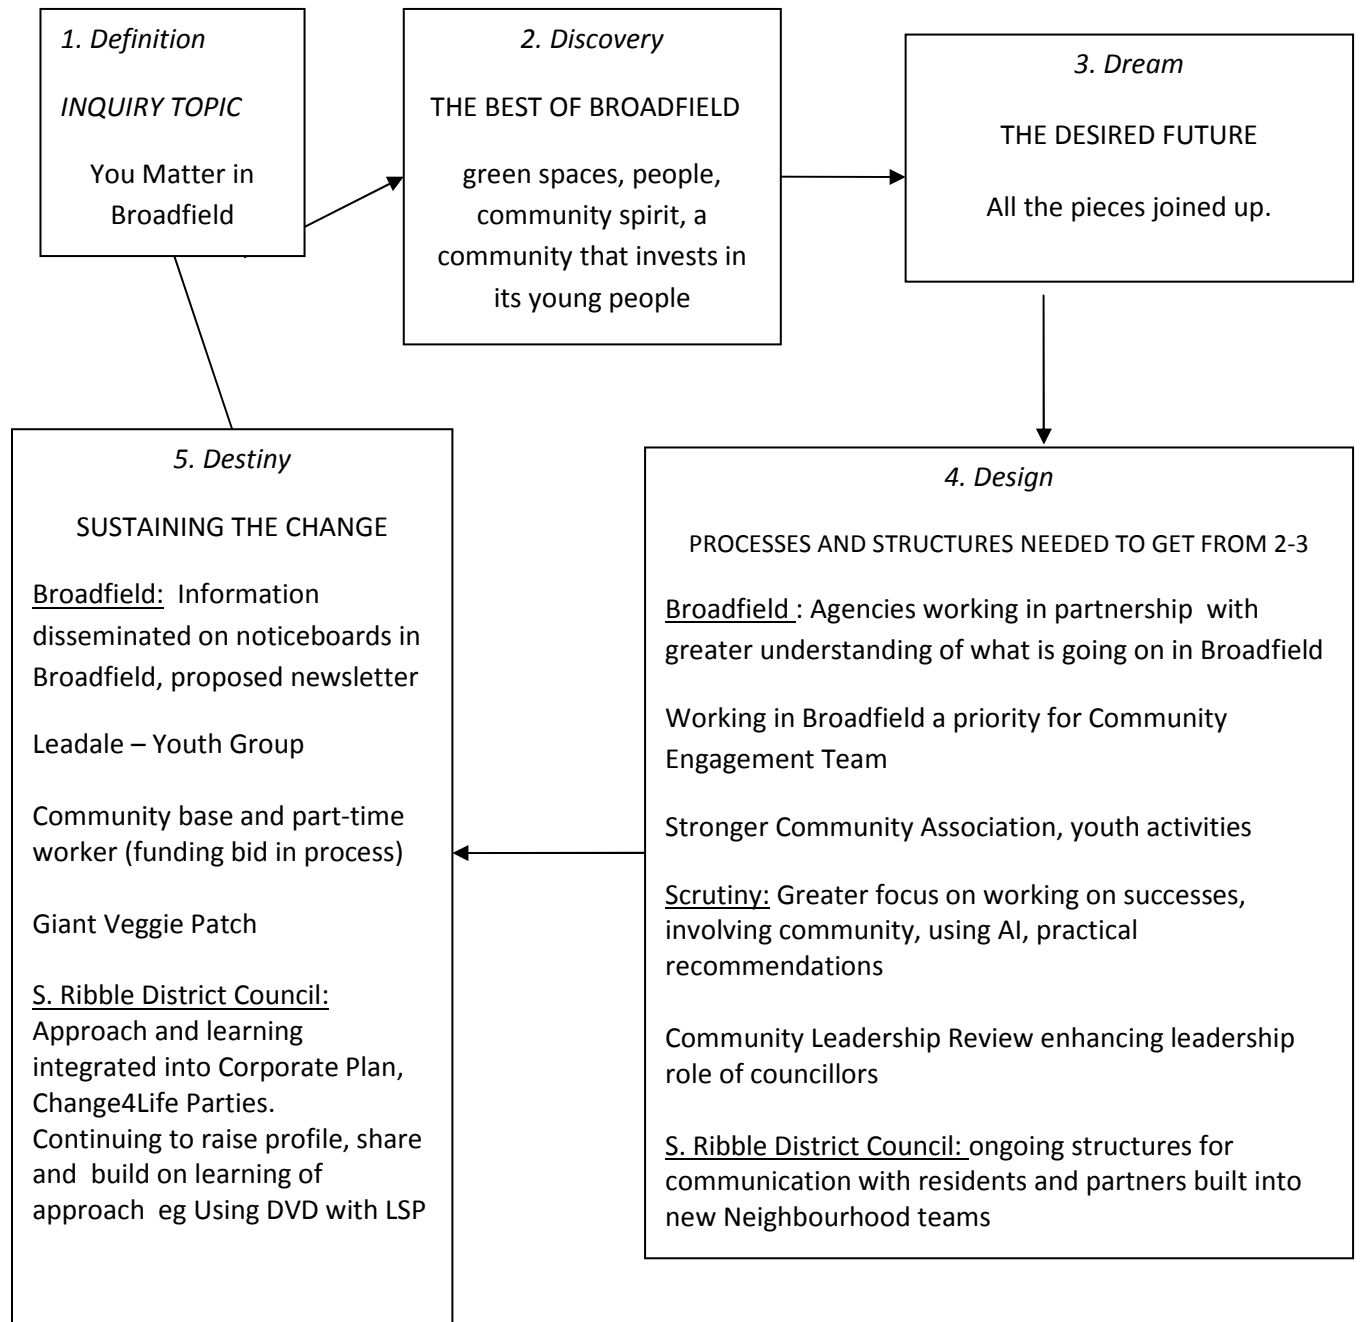 1. Definition
INQUIRY TOPIC
You Matter in
Broadfield
2. Discovery
THE BEST OF BROADFIELD
green spaces, people,
community spirit, a
community that invests in
its young people
3. Dream
THE DESIRED FUTURE
All the pieces joined up.
4. Design
PROCESSES AND STRUCTURES NEEDED TO GET FROM 2-3
Broadfield : Agencies working in partnership with
greater understanding of what is going on in Broadfield
Working in Broadfield a priority for Community
Engagement Team
Stronger Community Association, youth activities
Scrutiny: Greater focus on working on successes,
involving community, using AI, practical
recommendations
Community Leadership Review enhancing leadership
role of councillors
S. Ribble District Council: ongoing structures for
communication with residents and partners built into
new Neighbourhood teams
5. Destiny
SUSTAINING THE CHANGE
Broadfield: Information
disseminated on noticeboards in
Broadfield, proposed newsletter
Leadale – Youth Group
Community base and part-time
worker (funding bid in process)
Giant Veggie Patch
S. Ribble District Council:
Approach and learning
integrated into Corporate Plan,
Change4Life Parties.
Continuing to raise profile, share
and build on learning of
approach eg Using DVD with LSP